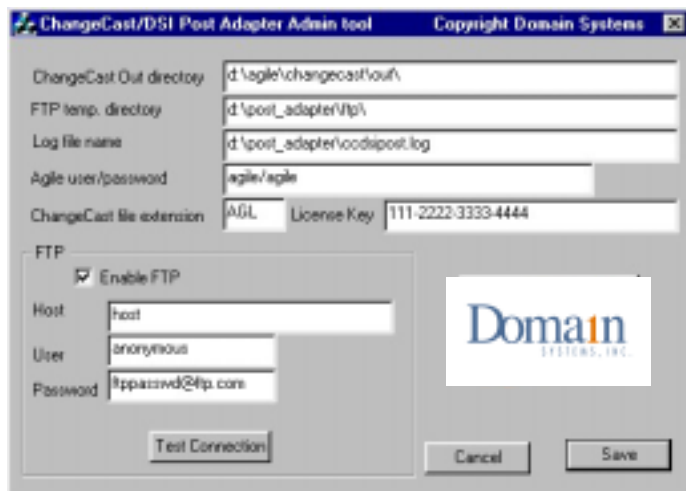 ChangeCast/DSI Post Adapter Admin tool Copyright Domain Systems
ChangeCast Out directory d:\agile\changecast\out\
FTP temp. directory d:\post_adapter\ftp\
Log file name d:\post_adapter\ccdsipost.log
Agile user/password agile/agile
ChangeCast file extension AGL License Key 111-2222-3333-4444
FTP
Enable FTP
Host host
User anonymous
Password ftppasswd@ftp.com
Test Connection
Domain
SYSTEMS, INC.
Cancel Save